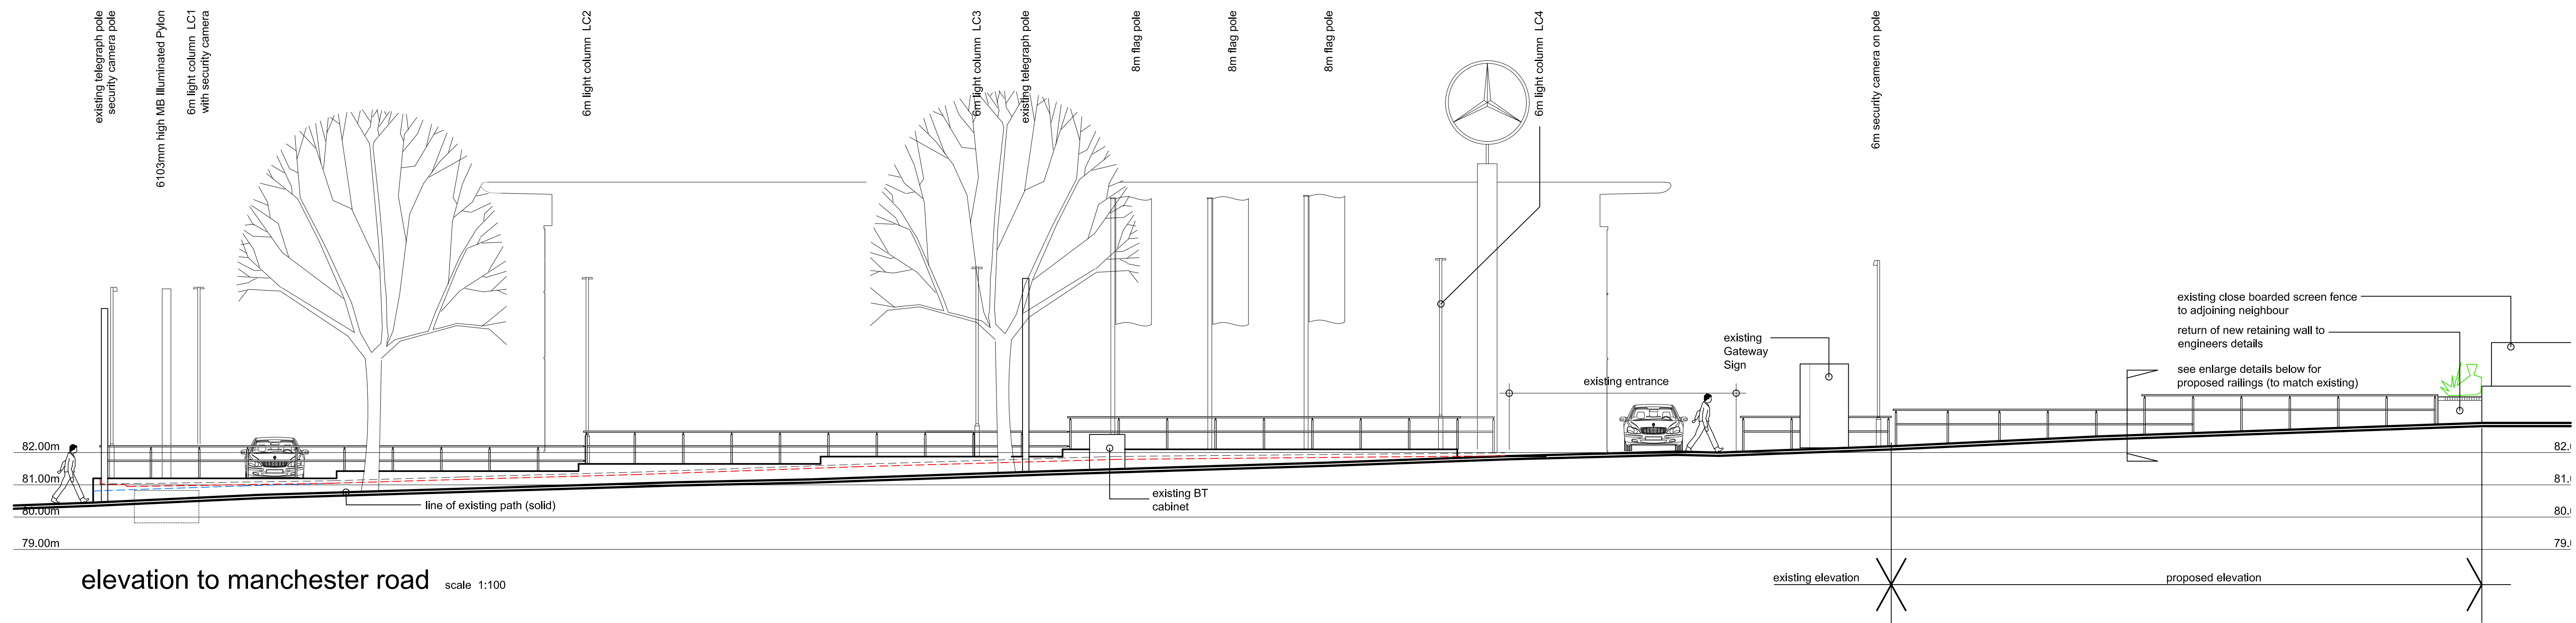 existing telegraph pole
security camera pole
6103mm high MB Illuminated Pylon
6m light column LC1
with security camera
6m light column LC2
6m light column LC3
existing telegraph pole
8m flag pole
8m flag pole
8m flag pole
6m light column LC4
6m security camera on pole
existing close boarded screen fence
to adjoining neighbour
return of new retaining wall to
engineers details
see enlarge details below for
proposed railings (to match existing)
existing
Gateway
Sign
existing entrance
82.00m
81.00m
80.00m
79.00m
82.
81.
80.
79.
line of existing path (solid)
existing BT
cabinet
elevation to manchester road scale 1:100
existing elevation
proposed elevation